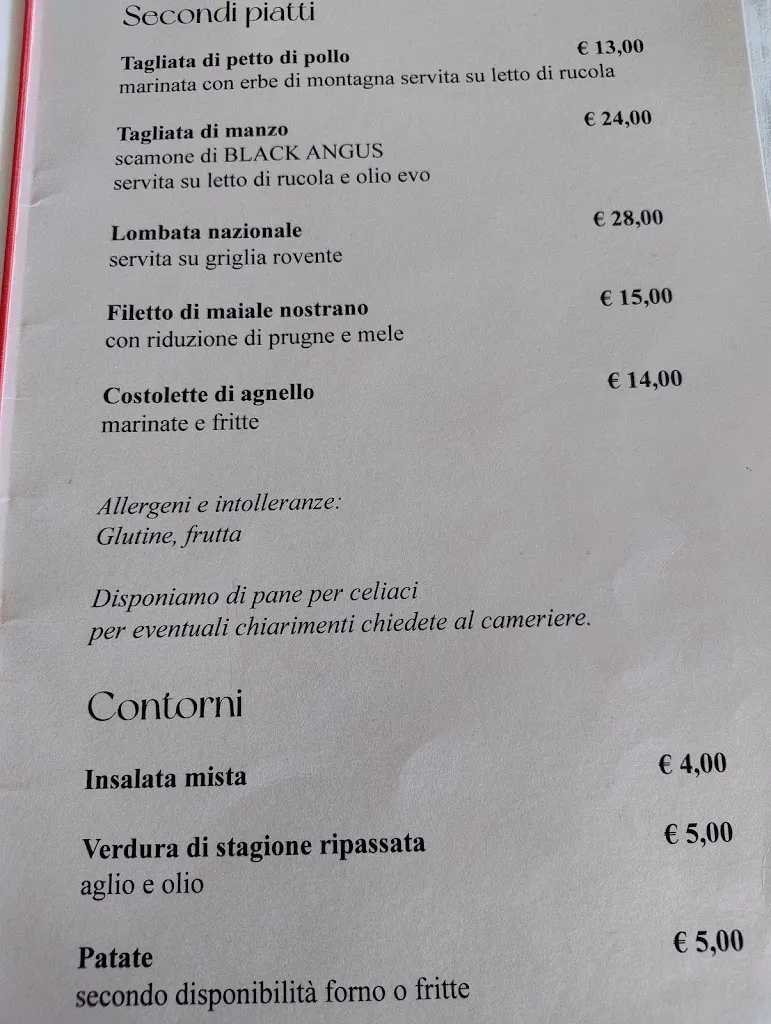 Secondi piatti
Tagliata di petto di pollo € 13,00
marinata con erbe di montagna servita su letto di rucola
Tagliata di manzo € 24,00
scamone di BLACK ANGUS
servita su letto di rucola e olio evo
Lombata nazionale € 28,00
servita su griglia rovente
Filetto di maiale nostrano € 15,00
con riduzione di prugne e mele
Costolette di agnello € 14,00
marinate e fritte
Allergeni e intolleranze:
Glutine, frutta
Disponiamo di pane per celiaci
per eventuali chiarimenti chiedete al cameriere.
Contorni
Insalata mista € 4,00
Verdura di stagione ripassata € 5,00
aglio e olio
Patate € 5,00
secondo disponibilità forno o fritte